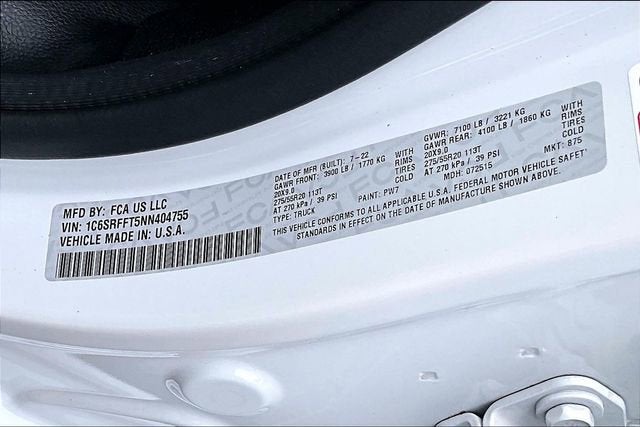 MFD BY: FCA US LLC
VIN: 1C6SRFFT5NN404755
VEHICLE MADE IN: U.S.A.
DATE OF MFR (BUILT): 7-22
GAWR FRONT: 3900 LB / 1770 KG WITH
20X9.0 RIMS
275/55R20 113T TIRES
AT 270 kPa / 39 PSI COLD
TYPE: TRUCK PAINT: PW7
GVWR: 7100 LB / 3221 KG
GAWR REAR: 4100 LB / 1860 KG WITH
20X9.0 RIMS
275/55R20 113T TIRES
AT 270 kPa / 39 PSI COLD
MDH: 072515 MKT: 875
THIS VEHICLE CONFORMS TO ALL APPLICABLE U.S.A. FEDERAL MOTOR VEHICLE SAFET'
STANDARDS IN EFFECT ON THE DATE OF MANUFACTURE SHOWN ABOVE.